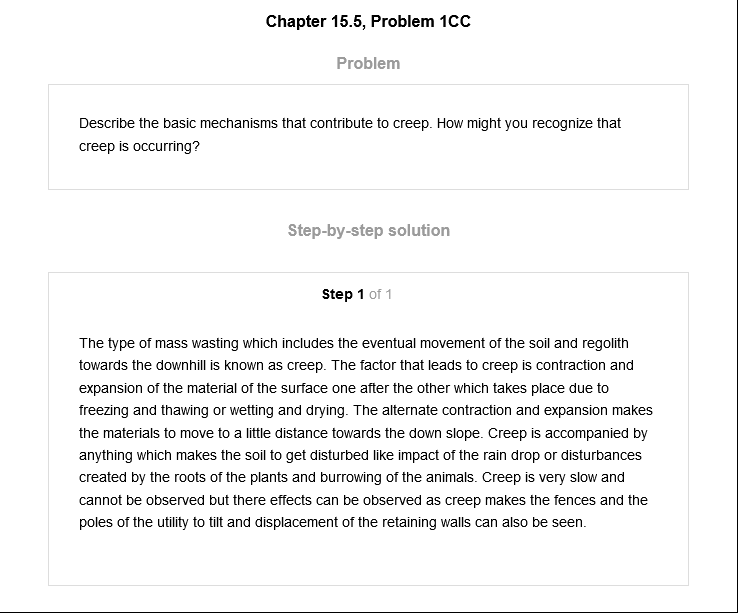 Chapter 15.5, Problem 1CC
Problem
Describe the basic mechanisms that contribute to creep. How might you recognize that
creep is occurring?
Step-by-step solution
Step 1 of 1
The type of mass wasting which includes the eventual movement of the soil and regolith
towards the downhill is known as creep. The factor that leads to creep is contraction and
expansion of the material of the surface one after the other which takes place due to
freezing and thawing or wetting and drying. The alternate contraction and expansion makes
the materials to move to a little distance towards the down slope. Creep is accompanied by
anything which makes the soil to get disturbed like impact of the rain drop or disturbances
created by the roots of the plants and burrowing of the animals. Creep is very slow and
cannot be observed but there effects can be observed as creep makes the fences and the
poles of the utility to tilt and displacement of the retaining walls can also be seen.